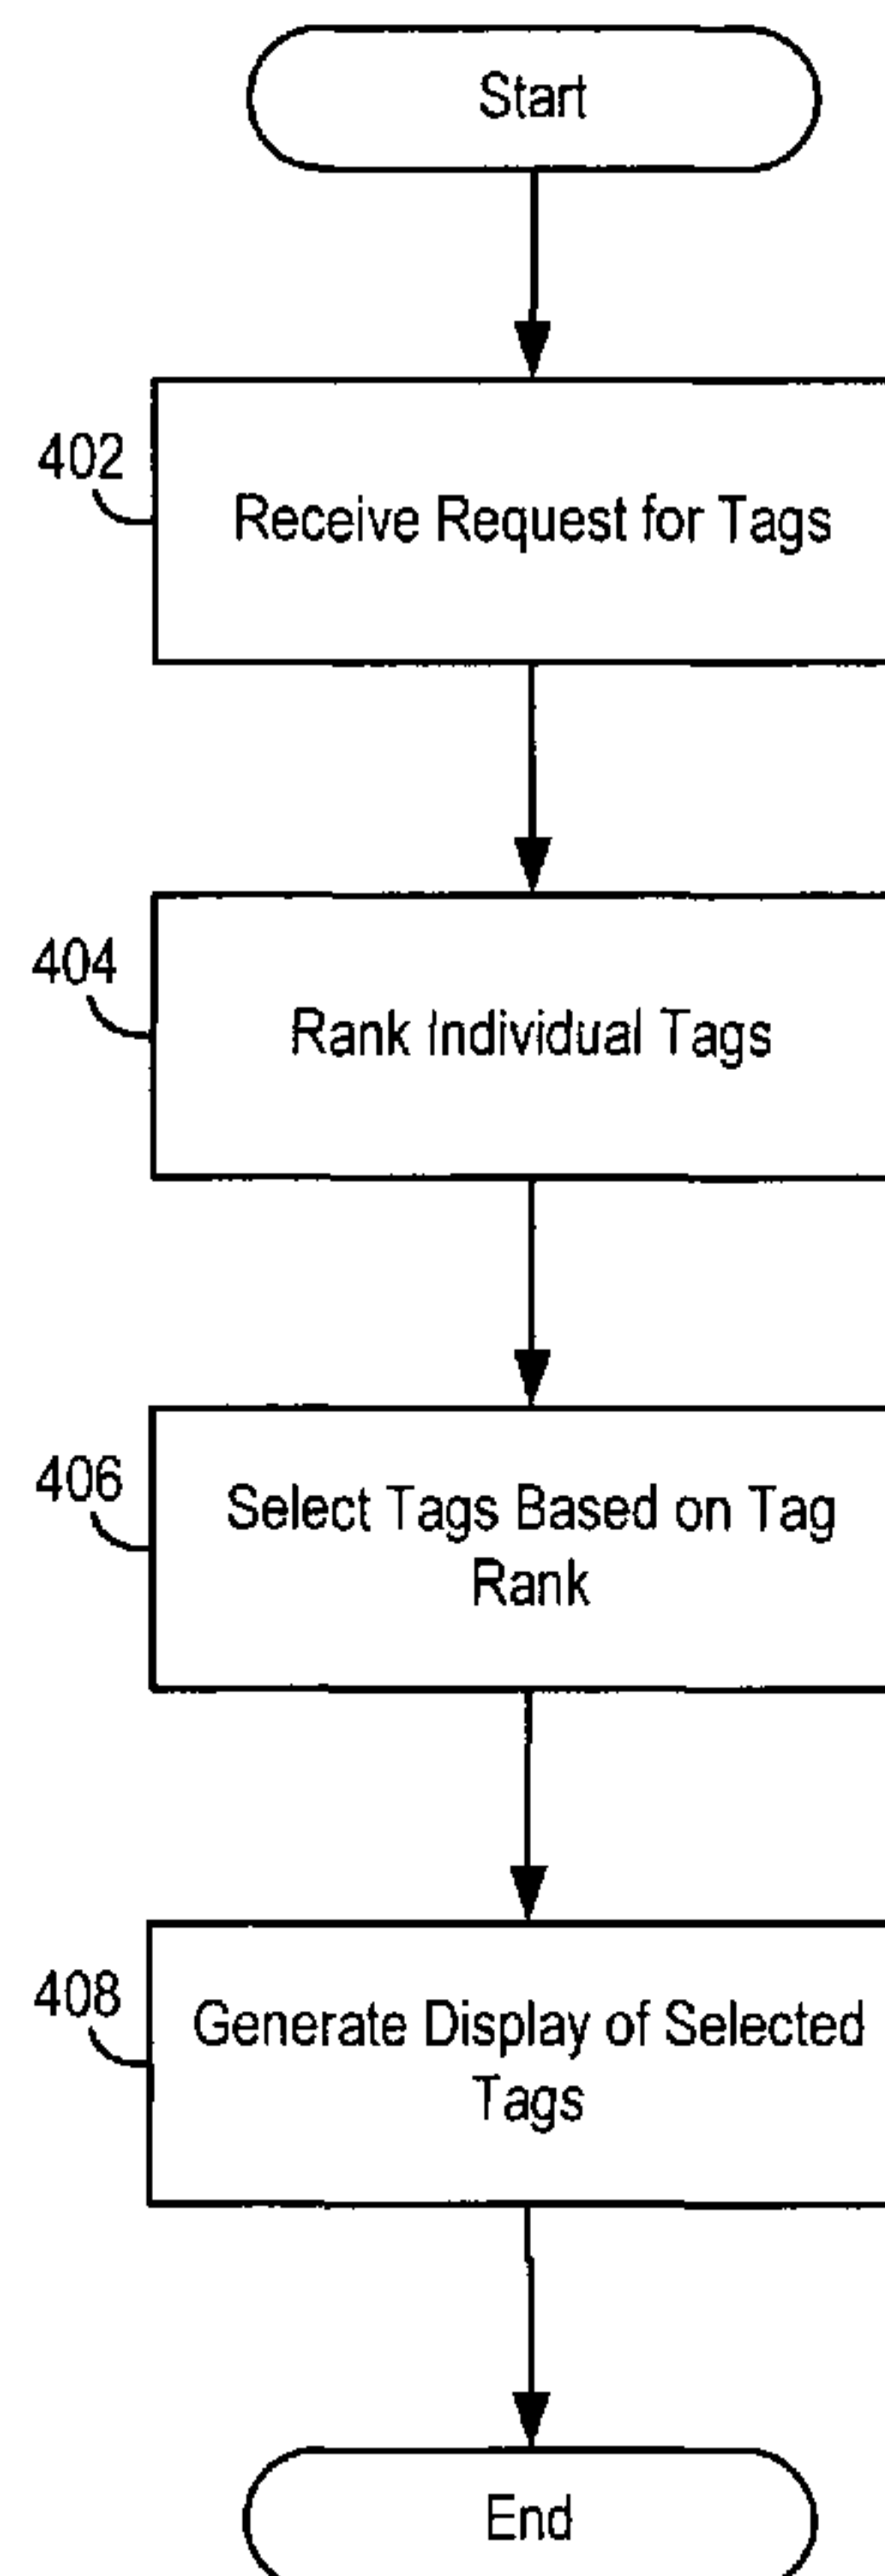 Start
402
Receive Request for Tags
404
Rank Individual Tags
406
Select Tags Based on Tag
Rank
408
Generate Display of Selected
Tags
End